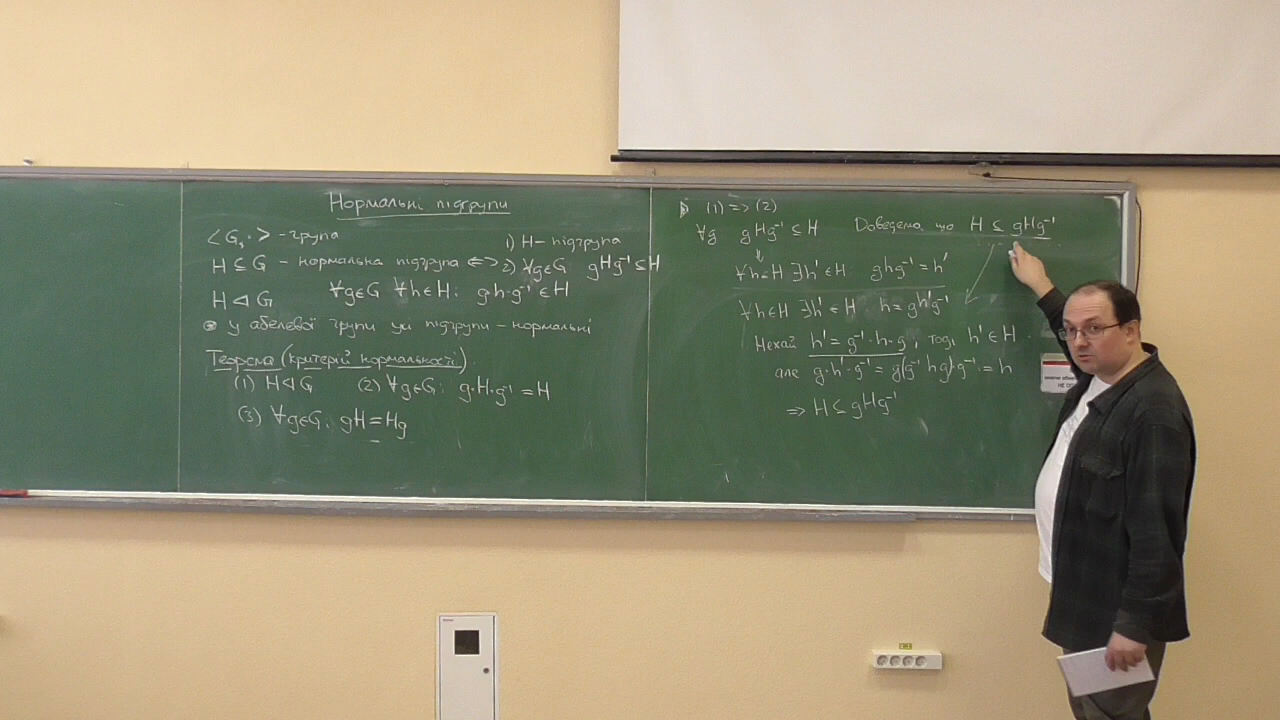 Нормальні підгрупи
<G, ·> - група
1) H - підгрупа
H ⊆ G - нормальна підгрупа <=> 2) ∀g∈G gHg⁻¹ ⊆ H
H ⊲ G ∀g∈G ∀h∈H: g·h·g⁻¹ ∈ H
у абелевої групи усі підгрупи - нормальні
Теорема (критерій нормальності)
(1) H⊲G (2) ∀g∈G: g·H·g⁻¹ = H
(3) ∀g∈G: gH = Hg
(1) => (2)
∀g gHg⁻¹ ⊆ H Доведемо, що H ⊆ gHg⁻¹
∀h∈H ∃h'∈H: ghg⁻¹ = h'
∀h∈H ∃h'∈H h = gh'g⁻¹
Нехай h' = g⁻¹·h·g, тоді h'∈H
але g·h'·g⁻¹ = g(g⁻¹hg)·g⁻¹ = h
=> H ⊆ gHg⁻¹